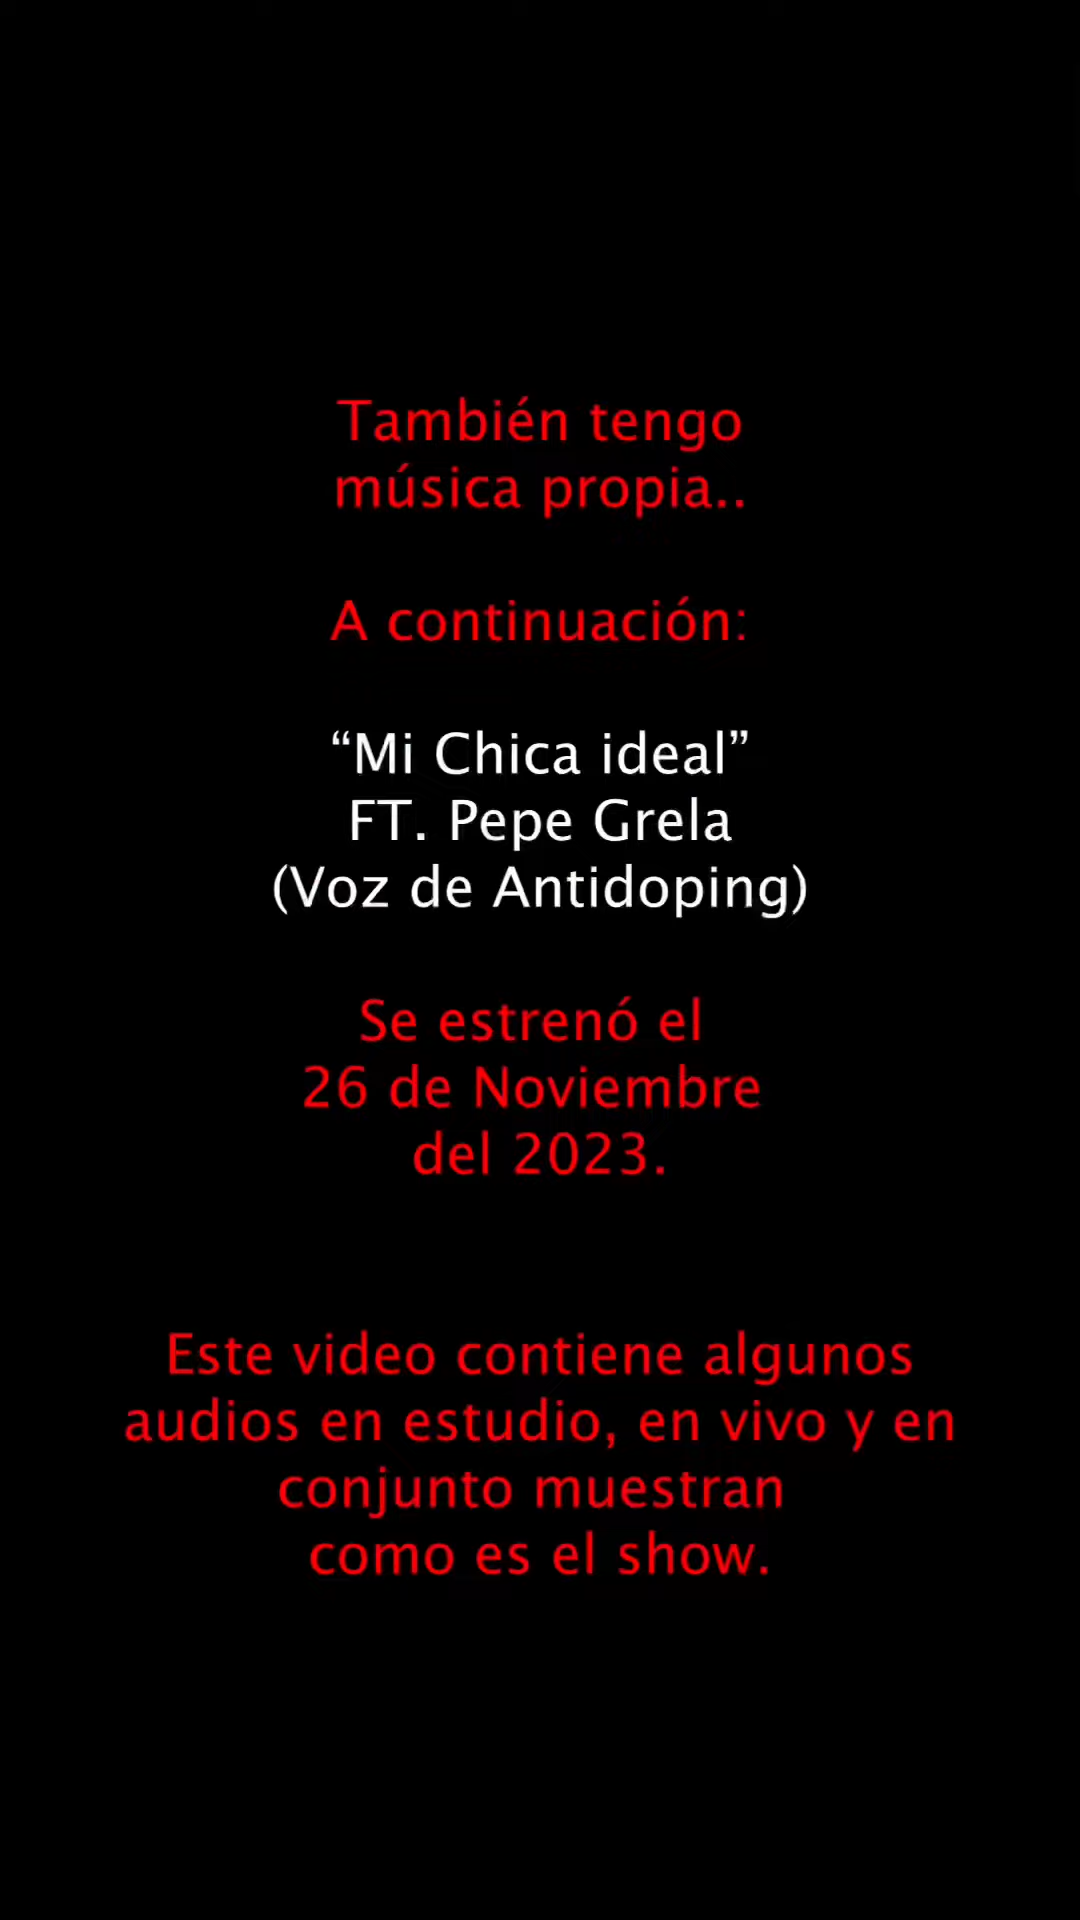 También tengo
música propia..
A continuación:
“Mi Chica ideal”
FT. Pepe Grela
(Voz de Antidoping)
Se estrenó el
26 de Noviembre
del 2023.
Este video contiene algunos
audios en estudio, en vivo y en
conjunto muestran
como es el show.